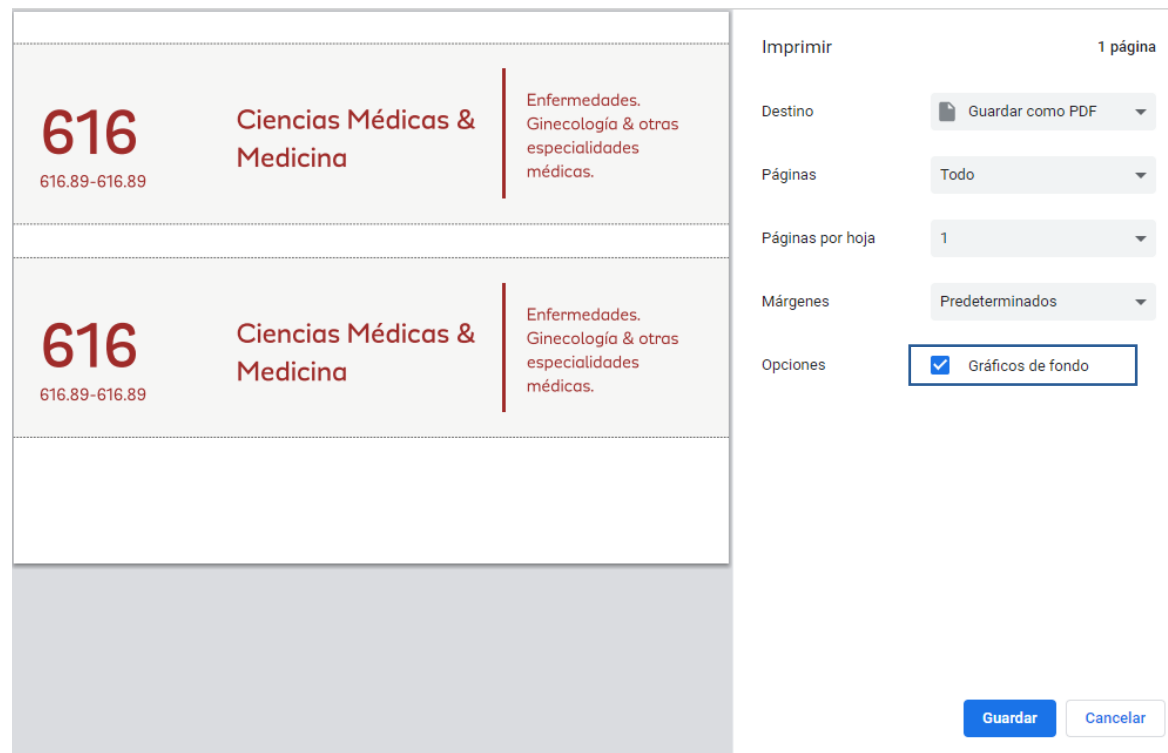 616
616.89-616.89
Ciencias Médicas &
Medicina
Enfermedades.
Ginecología & otras
especialidades
médicas.
616
616.89-616.89
Ciencias Médicas &
Medicina
Enfermedades.
Ginecología & otras
especialidades
médicas.
Imprimir 1 página
Destino Guardar como PDF
Páginas Todo
Páginas por hoja 1
Márgenes Predeterminados
Opciones Gráficos de fondo
Guardar Cancelar